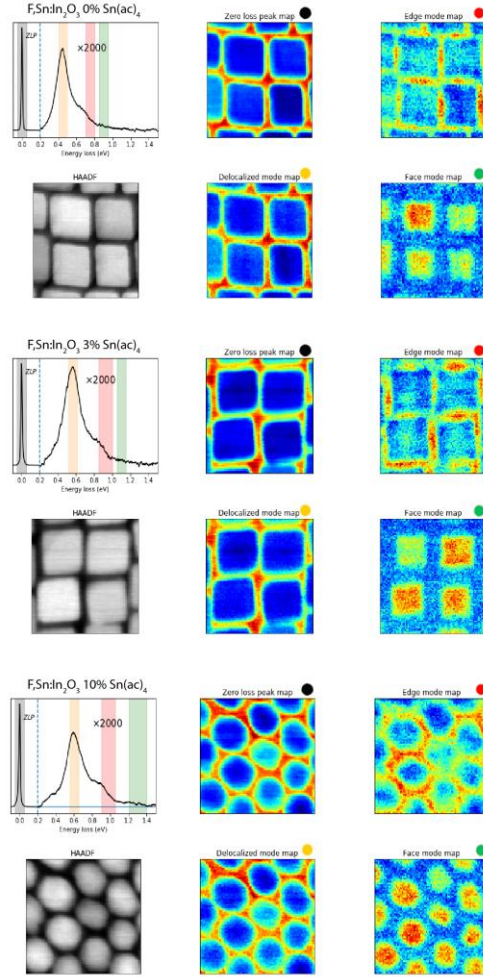 F,Sn:In2O3 0% Sn(ac)4
ZLP
×2000
0.0 0.2 0.4 0.6 0.8 1.0 1.2 1.4
Energy loss (eV)
Zero loss peak map
Edge mode map
HAADF
Delocalized mode map
Face mode map
F,Sn:In2O3 3% Sn(ac)4
ZLP
×2000
0.0 0.2 0.4 0.6 0.8 1.0 1.2 1.4
Energy loss (eV)
Zero loss peak map
Edge mode map
HAADF
Delocalized mode map
Face mode map
F,Sn:In2O3 10% Sn(ac)4
ZLP
×2000
0.0 0.2 0.4 0.6 0.8 1.0 1.2 1.4
Energy loss (eV)
Zero loss peak map
Edge mode map
HAADF
Delocalized mode map
Face mode map